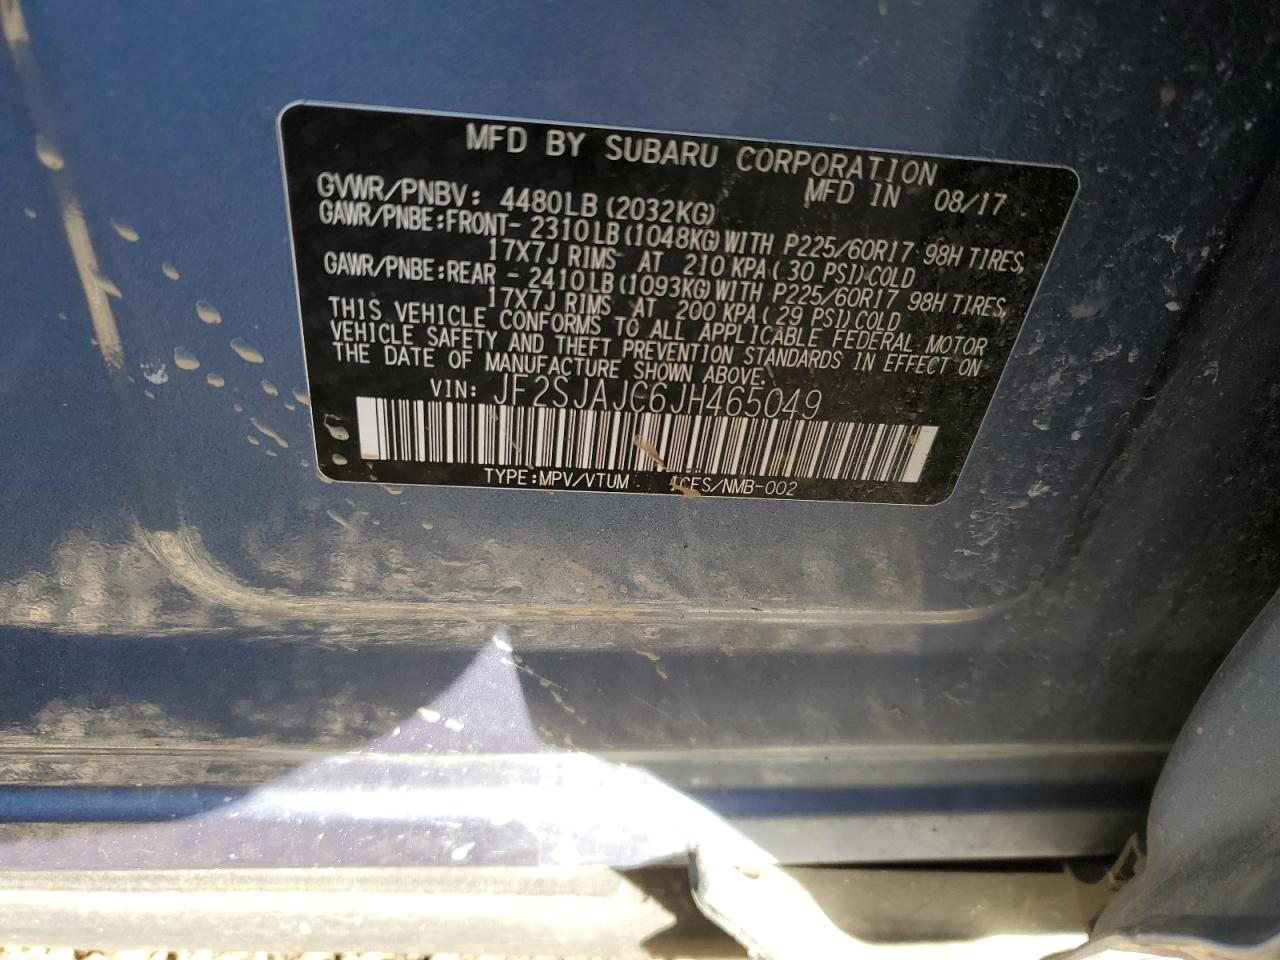 MFD BY SUBARU CORPORATION
MFD IN 08/17
GVWR/PNBV: 4480LB (2032KG)
GAWR/PNBE:FRONT- 2310LB (1048KG) WITH P225/60R17 98H TIRES,
17X7J RIMS AT 210 KPA ( 30 PSI) COLD
GAWR/PNBE:REAR - 2410LB (1093KG) WITH P225/60R17 98H TIRES,
17X7J RIMS AT 200 KPA ( 29 PSI) COLD
THIS VEHICLE CONFORMS TO ALL APPLICABLE FEDERAL MOTOR
VEHICLE SAFETY AND THEFT PREVENTION STANDARDS IN EFFECT ON
THE DATE OF MANUFACTURE SHOWN ABOVE.
VIN: JF2SJAJC6JH465049
TYPE:MPV/VTUM /NMB-002